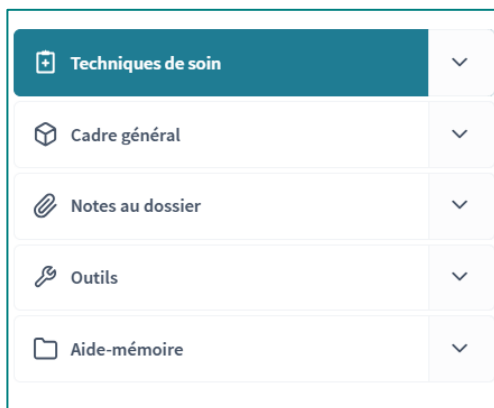 Techniques de soin
Cadre général
Notes au dossier
Outils
Aide-mémoire